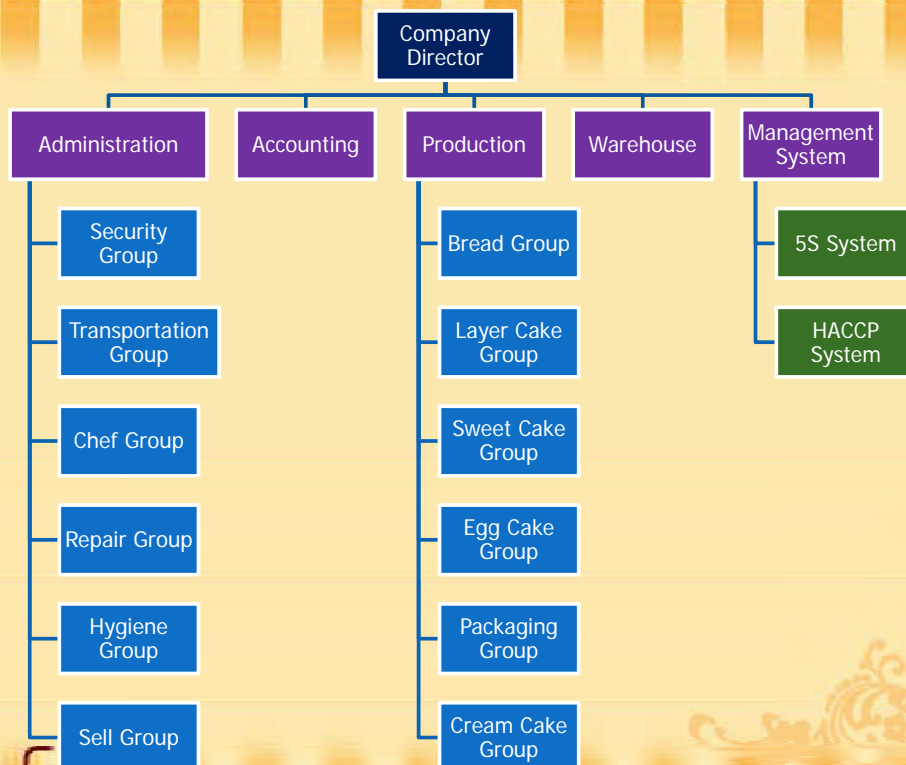 Company
Director
Administration
Accounting
Production
Warehouse
Management
System
Security
Group
Bread Group
5S System
Transportation
Group
Layer Cake
Group
HACCP
System
Chef Group
Sweet Cake
Group
Repair Group
Egg Cake
Group
Hygiene
Group
Packaging
Group
Sell Group
Cream Cake
Group